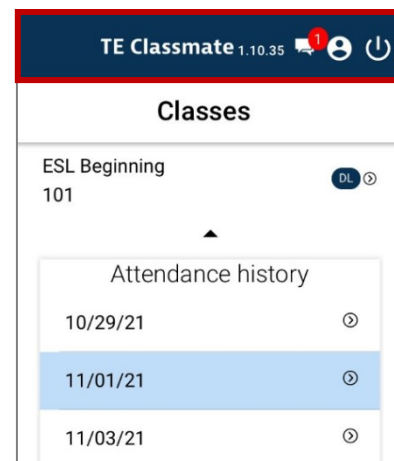 TE Classmate 1.10.35 1
Classes
ESL Beginning
101
DL
Attendance history
10/29/21
11/01/21
11/03/21